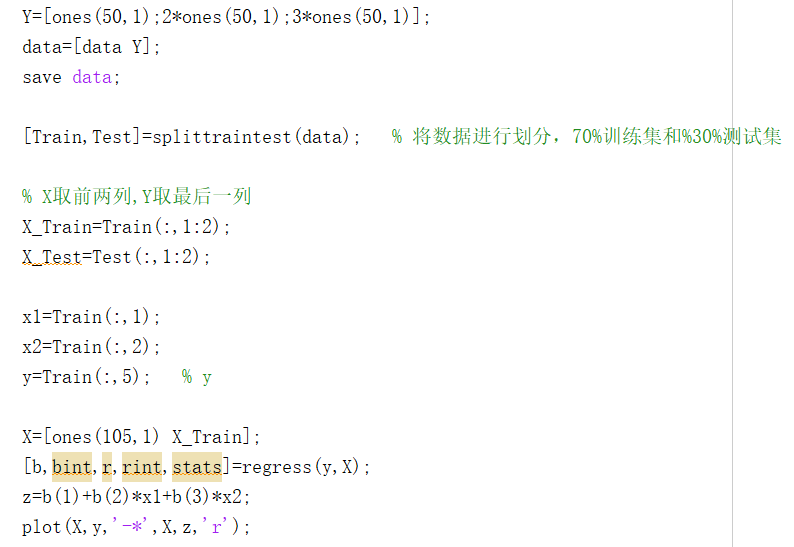 Y=[ones(50,1);2*ones(50,1);3*ones(50,1)];
data=[data Y];
save data;
[Train,Test]=splittraintest(data);   % 将数据进行划分，70%训练集和%30%测试集
% X取前两列,Y取最后一列
X_Train=Train(:,1:2);
X_Test=Test(:,1:2);
x1=Train(:,1);
x2=Train(:,2);
y=Train(:,5);   % y
X=[ones(105,1) X_Train];
[b,bint,r,rint,stats]=regress(y,X);
z=b(1)+b(2)*x1+b(3)*x2;
plot(X,y,'-*',X,z,'r');